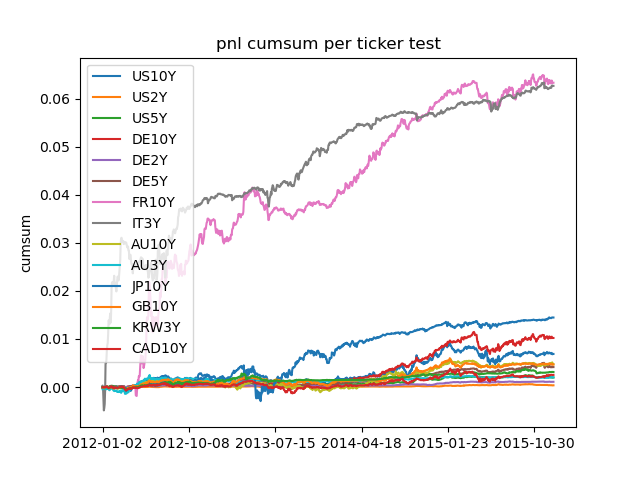 pnl cumsum per ticker test
cumsum
0.06
0.05
0.04
0.03
0.02
0.01
0.00
US10Y
US2Y
US5Y
DE10Y
DE2Y
DE5Y
FR10Y
IT3Y
AU10Y
AU3Y
JP10Y
GB10Y
KRW3Y
CAD10Y
2012-01-02 2012-10-08 2013-07-15 2014-04-18 2015-01-23 2015-10-30